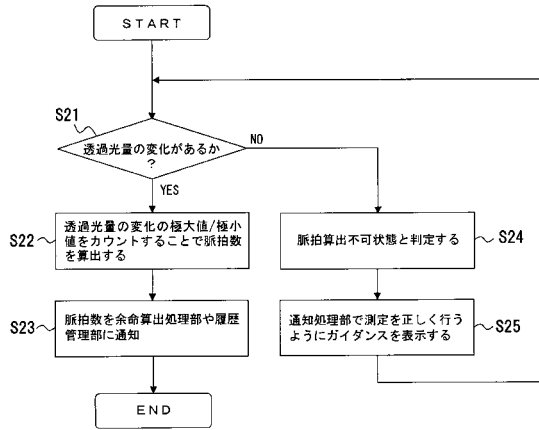 START
S21
透過光量の変化があるか
?
NO
YES
S22
透過光量の変化の極大値/極小
値をカウントすることで脈拍数
を算出する
脈拍算出不可状態と判定する
S24
S23
脈拍数を余命算出処理部や履歴
管理部に通知
通知処理部で測定を正しく行う
ようにガイダンスを表示する
S25
END